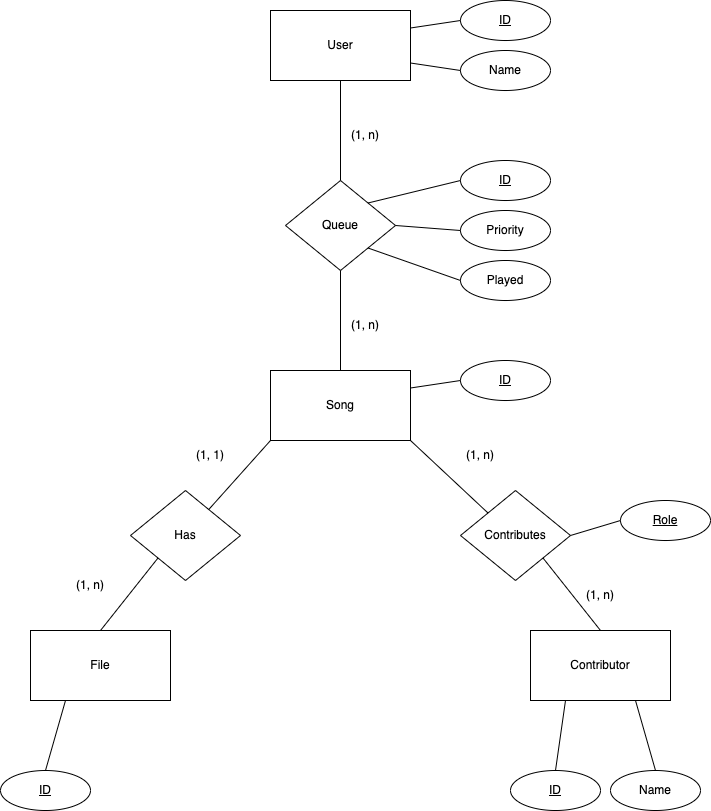 ID
User
Name
(1, n)
ID
Queue
Priority
Played
(1, n)
ID
Song
(1, 1)
(1, n)
Role
Has
Contributes
(1, n)
(1, n)
File
Contributor
ID
ID
Name